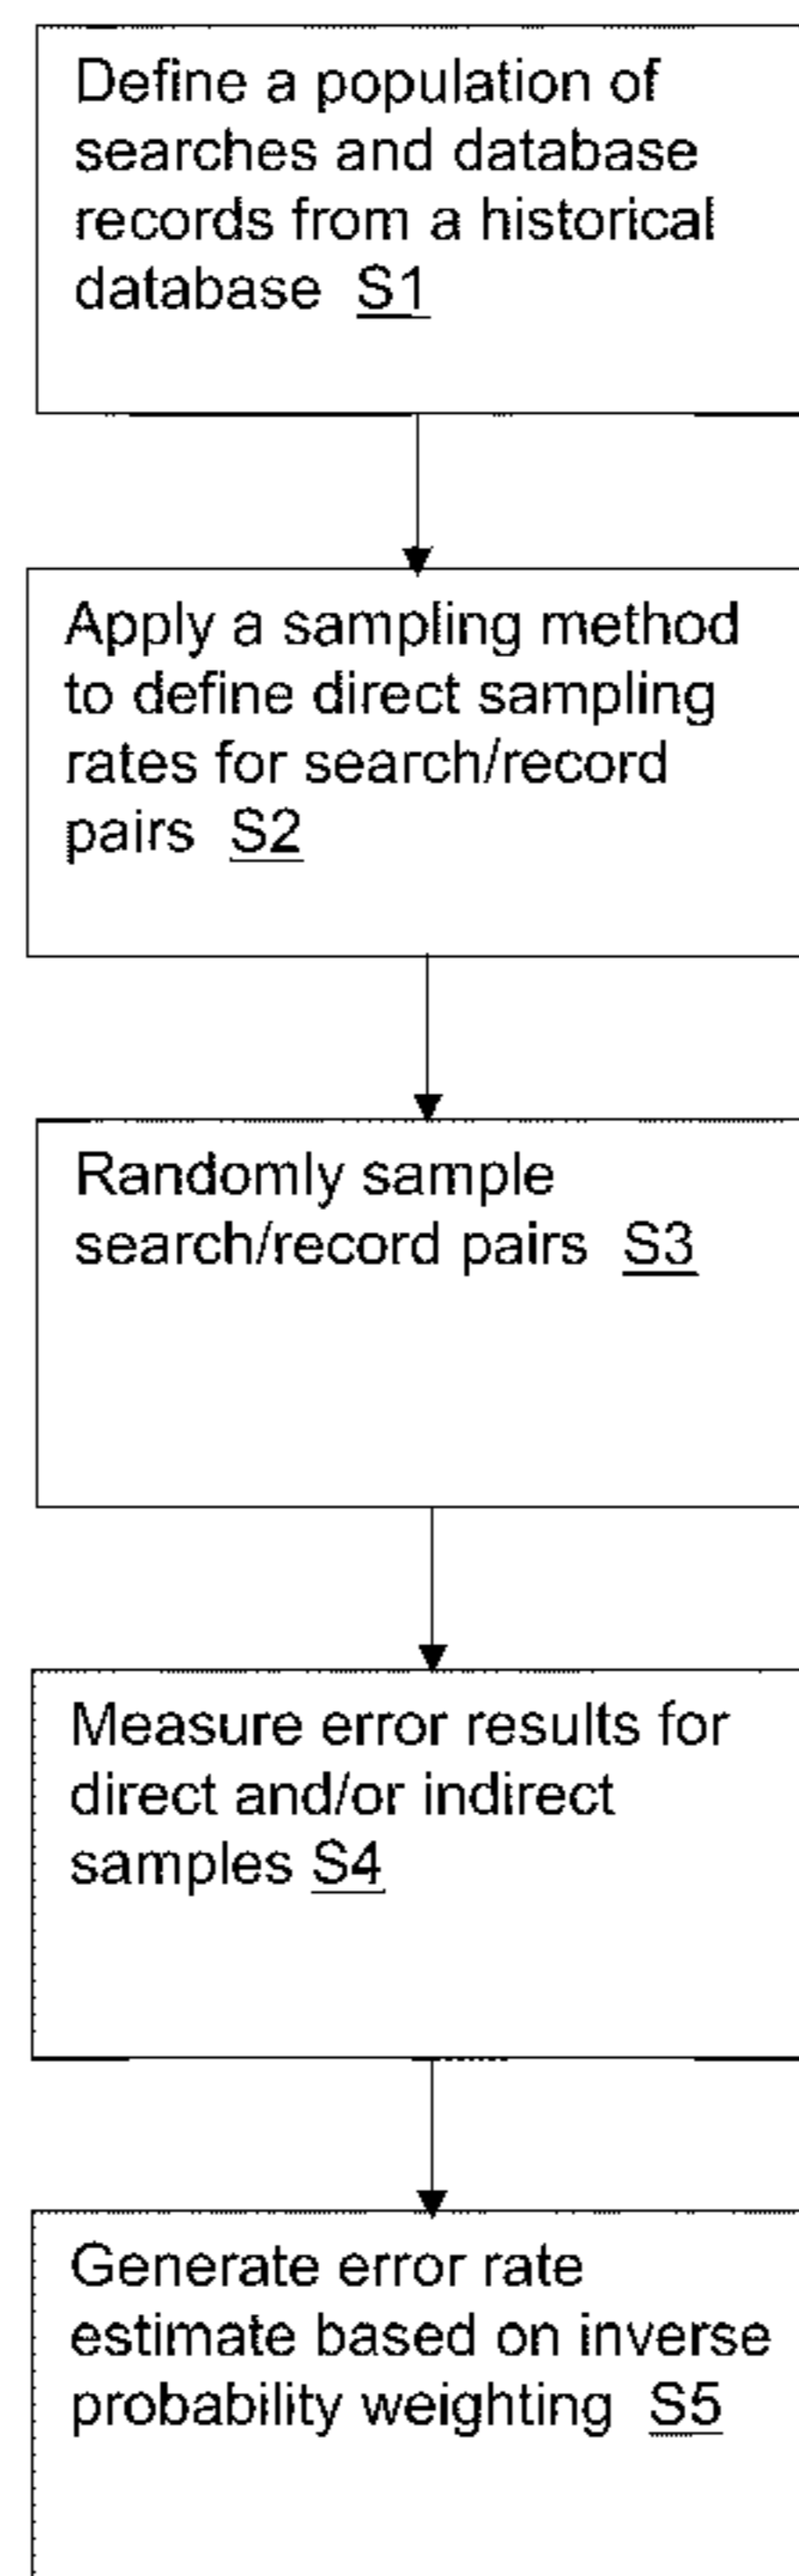 Define a population of
searches and database
records from a historical
database S1
Apply a sampling method
to define direct sampling
rates for search/record
pairs S2
Randomly sample
search/record pairs S3
Measure error results for
direct and/or indirect
samples S4
Generate error rate
estimate based on inverse
probability weighting S5